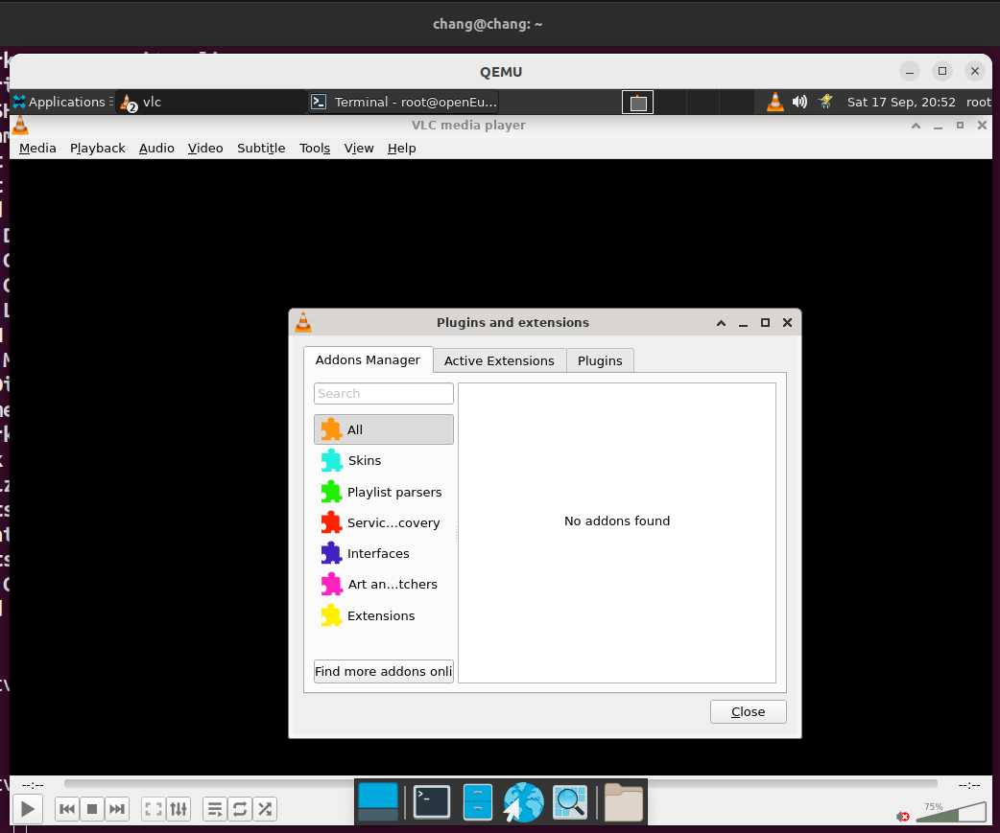 chang@chang: ~
QEMU
Applications
2
vlc
Terminal - root@openEu...
Sat 17 Sep, 20:52
root
VLC media player
Media Playback Audio Video Subtitle Tools View Help
Plugins and extensions
Addons Manager
Active Extensions
Plugins
Search
All
Skins
Playlist parsers
Servic...covery
Interfaces
Art an...tchers
Extensions
No addons found
Find more addons onli
Close
--:--
--:--
75%